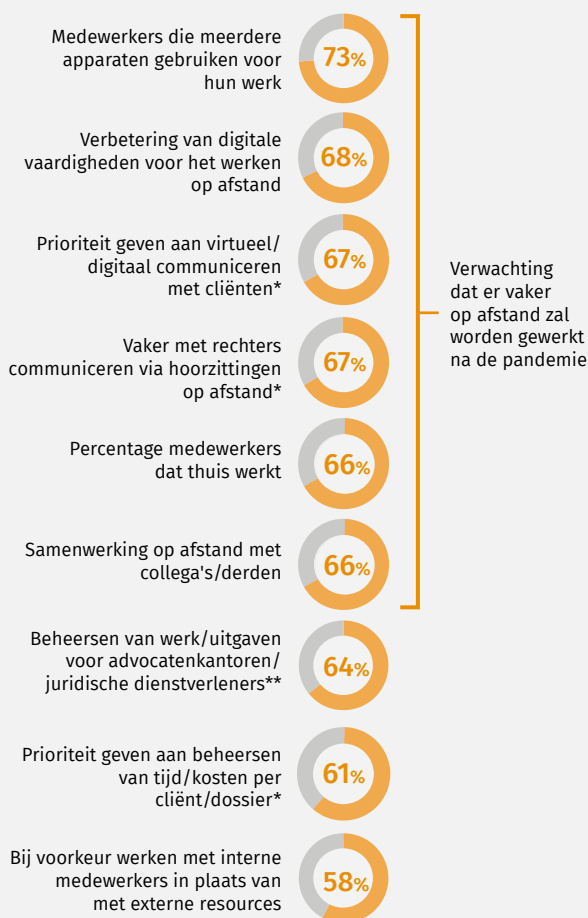 Medewerkers die meerdere
apparaten gebruiken voor
hun werk
73%
Verbetering van digitale
vaardigheden voor het werken
op afstand
68%
Prioriteit geven aan virtueel/
digitaal communiceren
met cliënten*
67%
Vaker met rechters
communiceren via hoorzittingen
op afstand*
67%
Percentage medewerkers
dat thuis werkt
66%
Samenwerking op afstand met
collega's/derden
66%
Verwachting
dat er vaker
op afstand zal
worden gewerkt
na de pandemie
Beheersen van werk/uitgaven
voor advocatenkantoren/
juridische dienstverleners**
64%
Prioriteit geven aan beheersen
van tijd/kosten per
cliënt/dossier*
61%
Bij voorkeur werken met interne
medewerkers in plaats van
met externe resources
58%